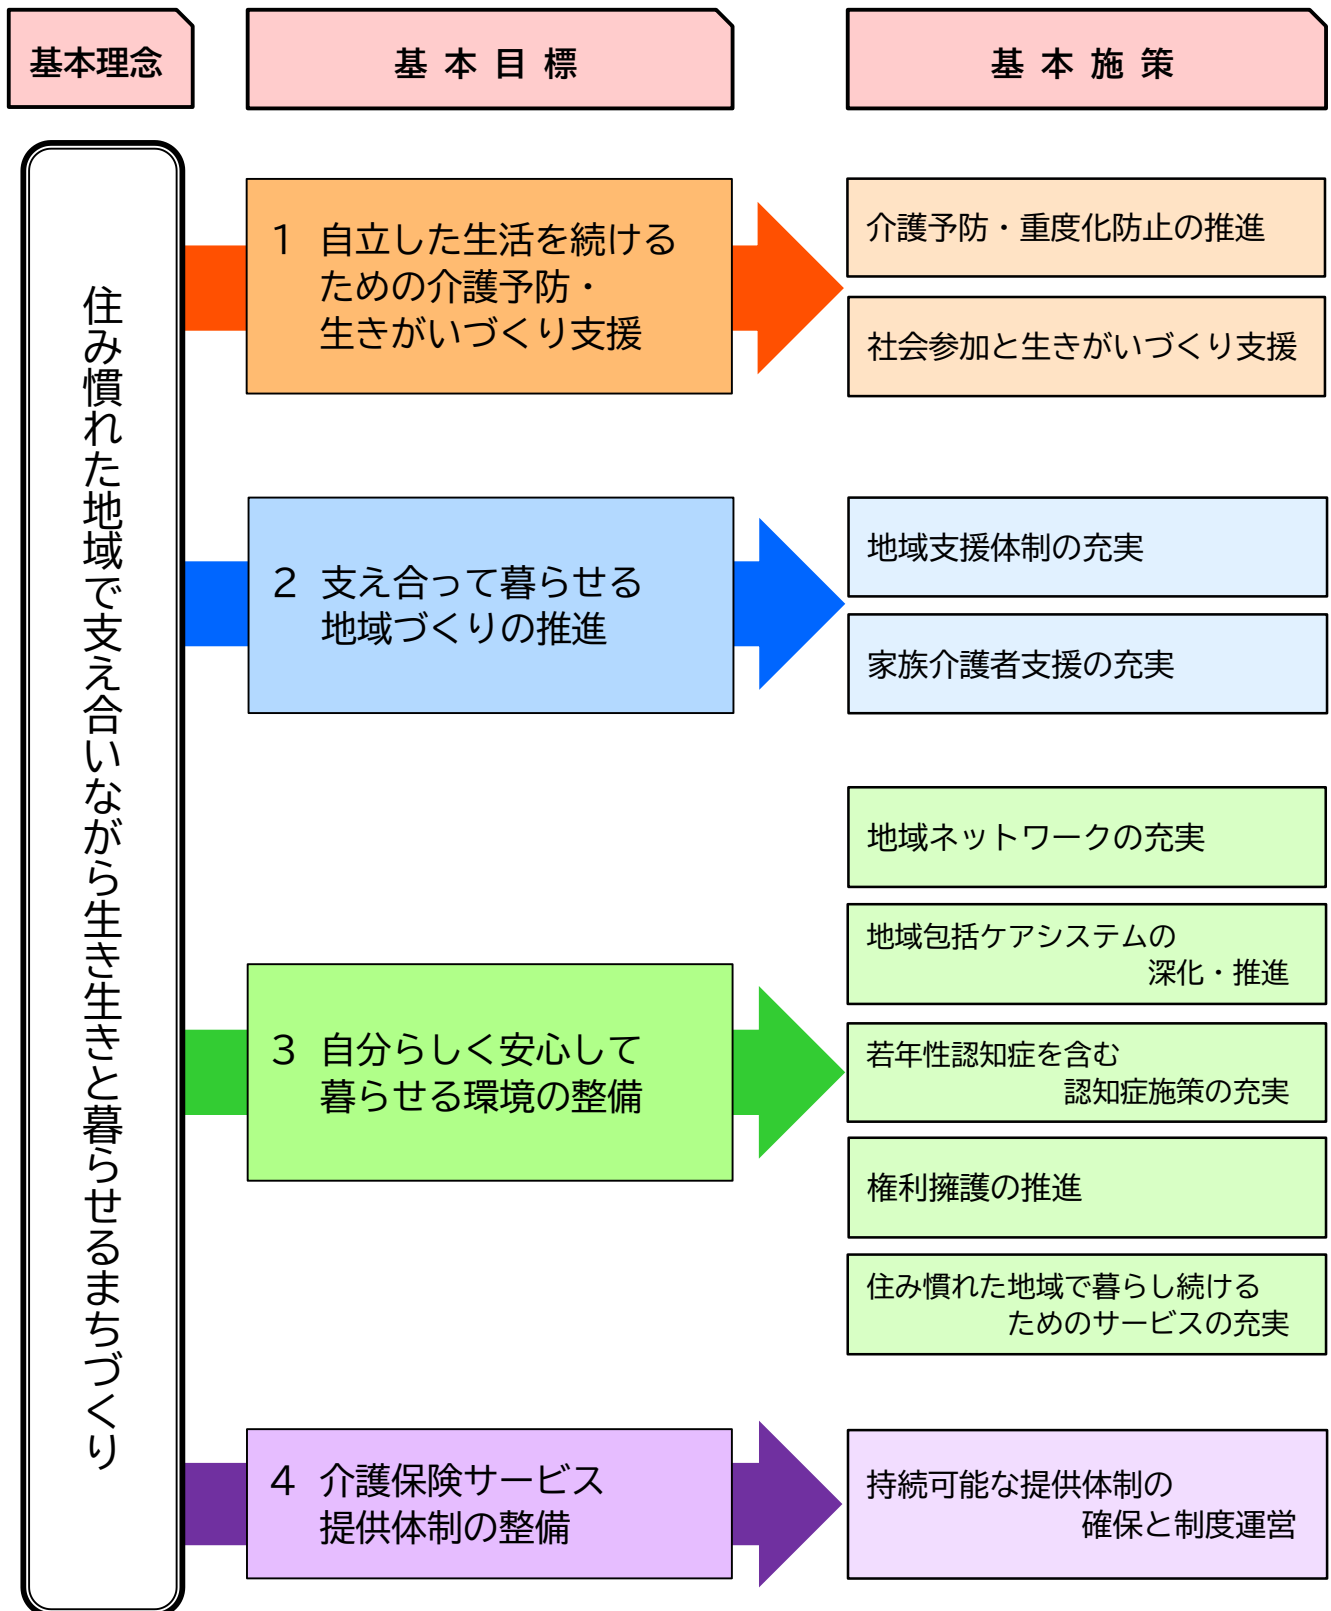 基本理念
基本目標
基本施策
住み慣れた地域で支え合いながら生き生きと暮らせるまちづくり
1 自立した生活を続ける
ための介護予防・
生きがいづくり支援
介護予防・重度化防止の推進
社会参加と生きがいづくり支援
2 支え合って暮らせる
地域づくりの推進
地域支援体制の充実
家族介護者支援の充実
3 自分らしく安心して
暮らせる環境の整備
地域ネットワークの充実
地域包括ケアシステムの
深化・推進
若年性認知症を含む
認知症施策の充実
権利擁護の推進
住み慣れた地域で暮らし続ける
ためのサービスの充実
4 介護保険サービス
提供体制の整備
持続可能な提供体制の
確保と制度運営